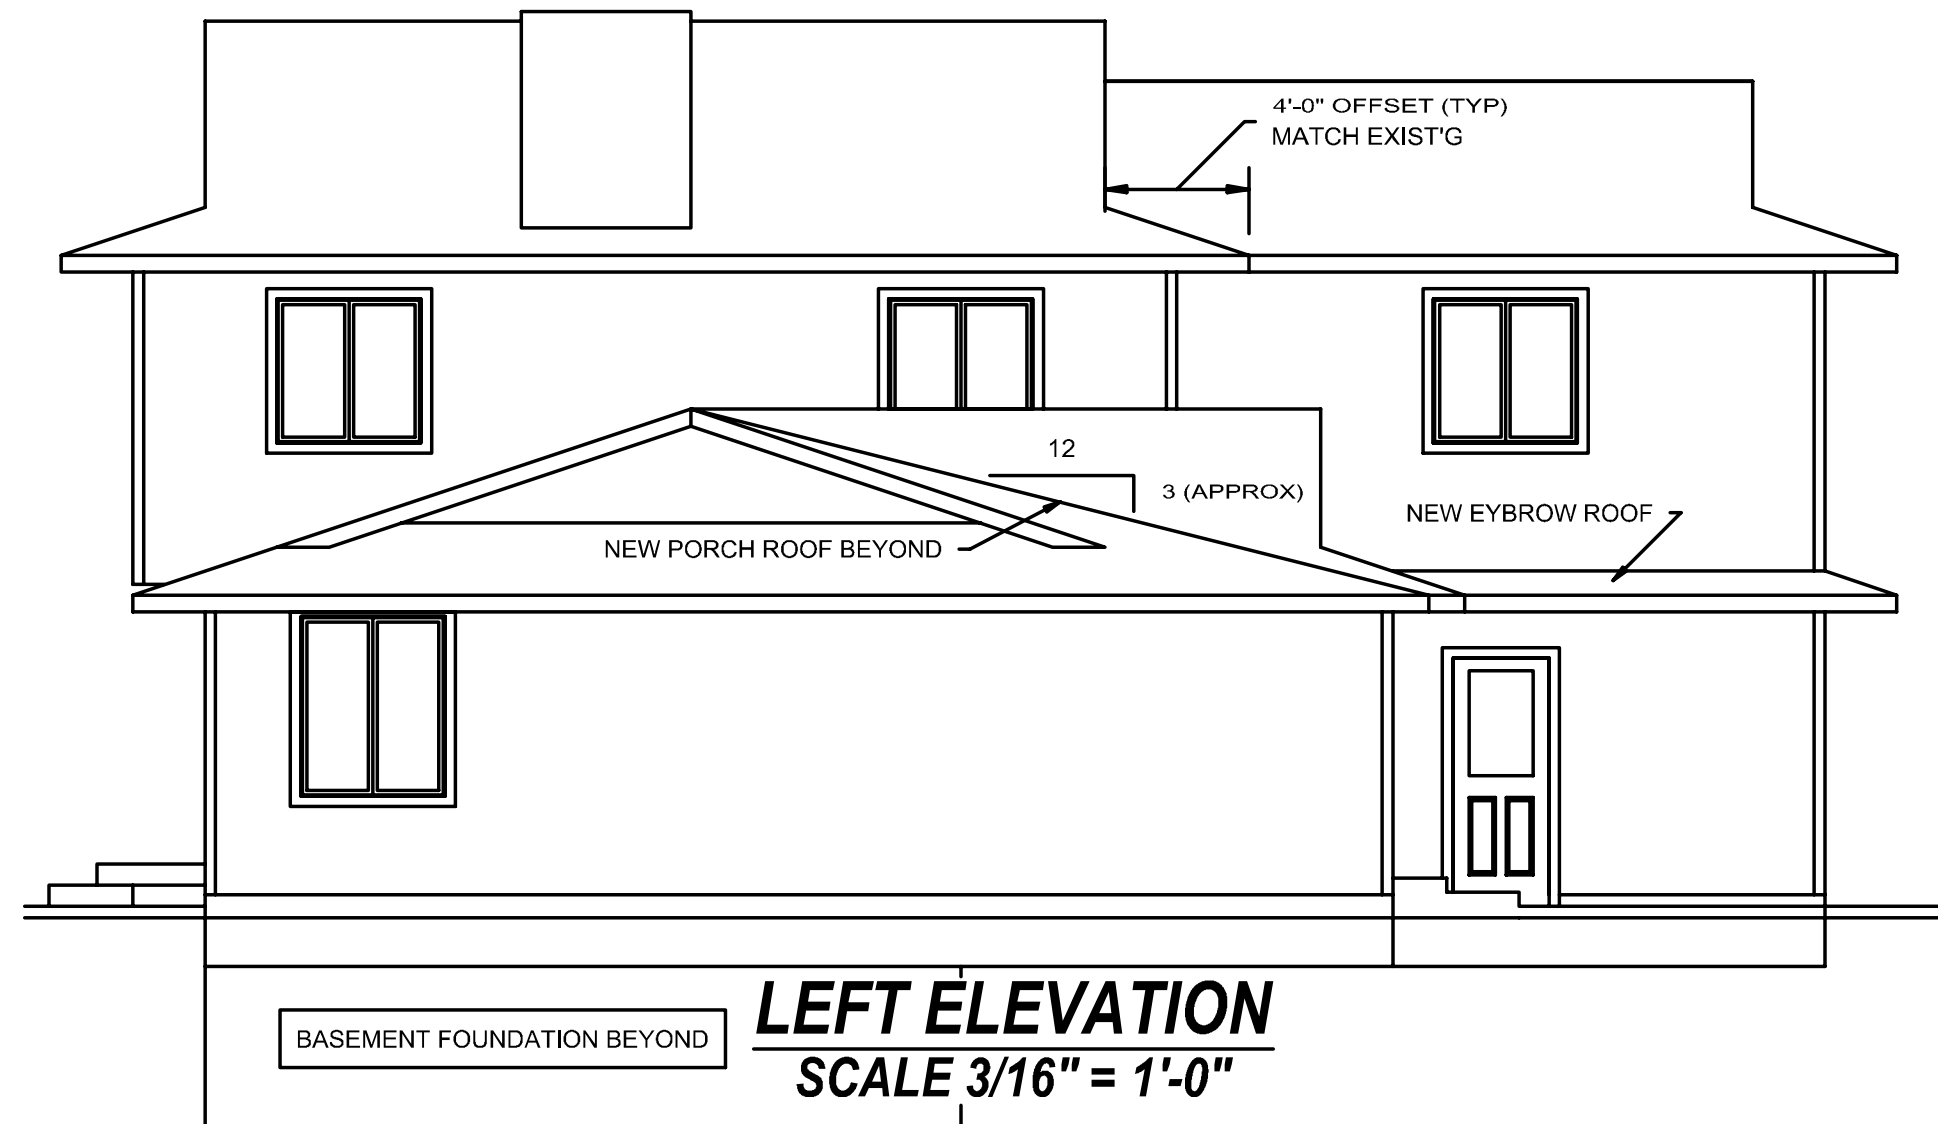 4'-0" OFFSET (TYP)
MATCH EXIST'G
12
3 (APPROX)
NEW EYBROW ROOF
NEW PORCH ROOF BEYOND
LEFT ELEVATION
SCALE 3/16" = 1'-0"
BASEMENT FOUNDATION BEYOND